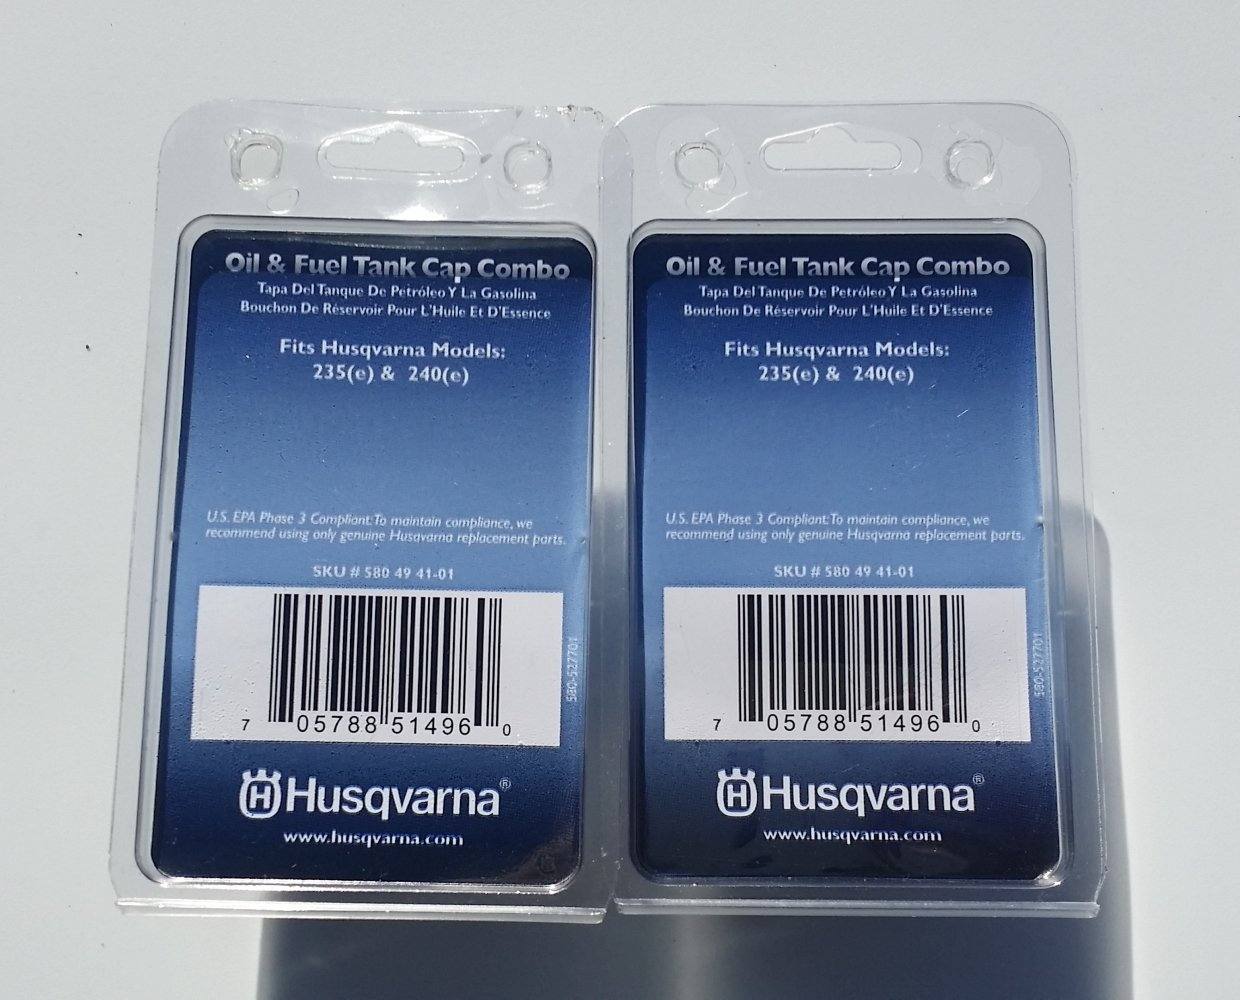 Oil & Fuel Tank Cap Combo
Tapa Del Tanque De Petróleo Y La Gasolina
Bouchon De Réservoir Pour L'Huile Et D'Essence
Fits Husqvarna Models:
235(e) & 240(e)
U.S. EPA Phase 3 Compliant. To maintain compliance, we
recommend using only genuine Husqvarna replacement parts.
SKU # 580 49 41-01
580-527701
7 05788 51496 0
H Husqvarna®
www.husqvarna.com
Oil & Fuel Tank Cap Combo
Tapa Del Tanque De Petróleo Y La Gasolina
Bouchon De Réservoir Pour L'Huile Et D'Essence
Fits Husqvarna Models:
235(e) & 240(e)
U.S. EPA Phase 3 Compliant. To maintain compliance, we
recommend using only genuine Husqvarna replacement parts.
SKU # 580 49 41-01
580-527701
7 05788 51496 0
H Husqvarna®
www.husqvarna.com